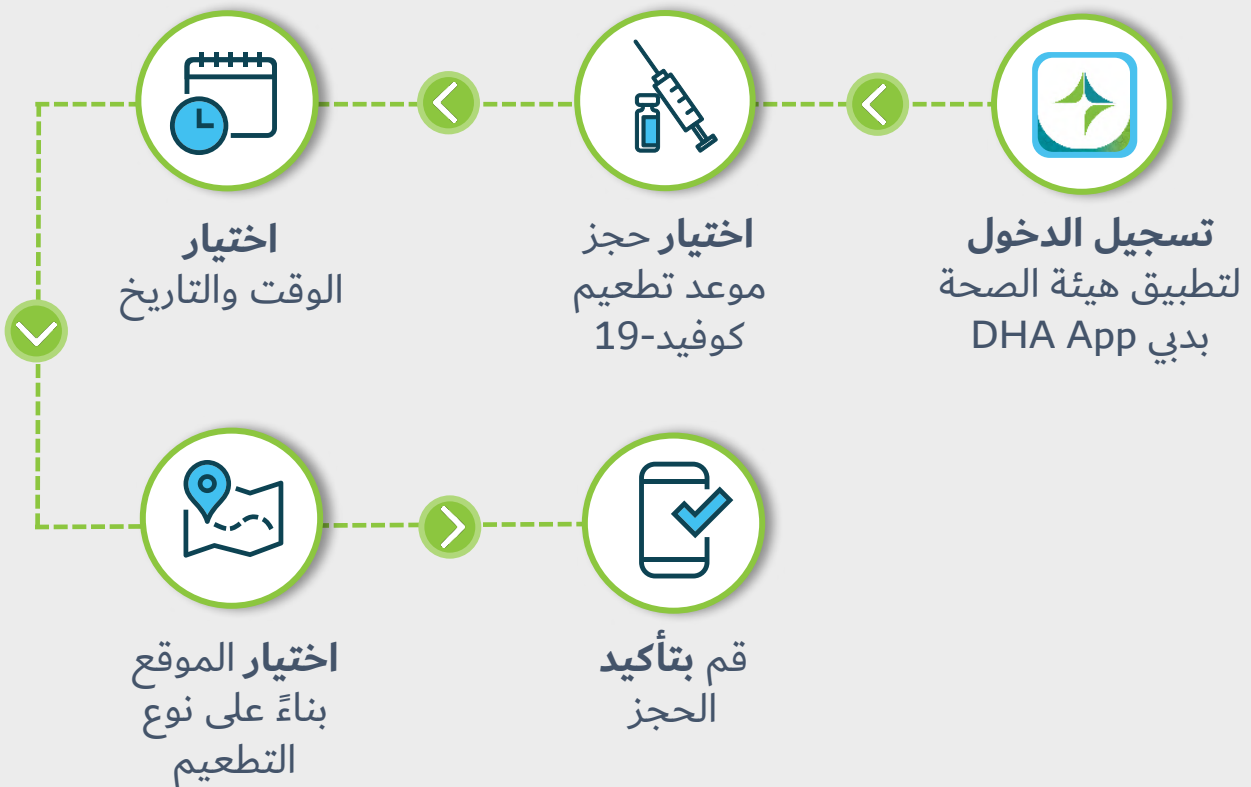 تسجيل الدخول
لتطبيق هيئة الصحة
بدبي DHA App
اختيار حجز
موعد تطعيم
كوفيد-19
اختيار
الوقت والتاريخ
اختيار الموقع
بناءً على نوع
التطعيم
قم بتأكيد
الحجز